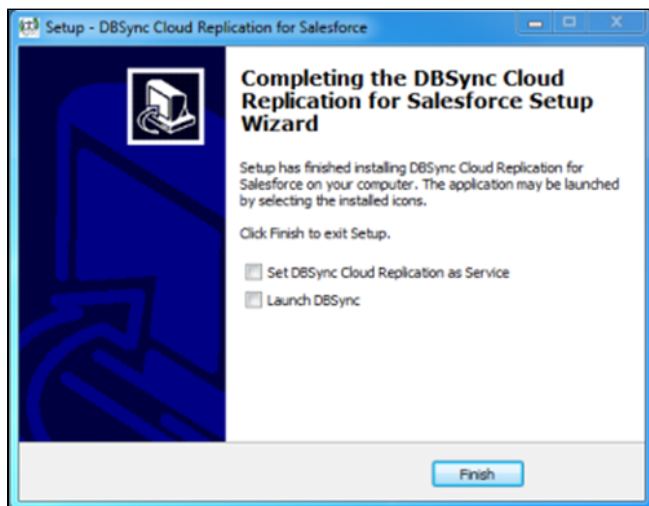 Setup - DBSync Cloud Replication for Salesforce
Completing the DBSync Cloud
Replication for Salesforce Setup
Wizard
Setup has finished installing DBSync Cloud Replication for
Salesforce on your computer. The application may be launched
by selecting the installed icons.
Click Finish to exit Setup.
Set DBSync Cloud Replication as Service
Launch DBSync
Finish